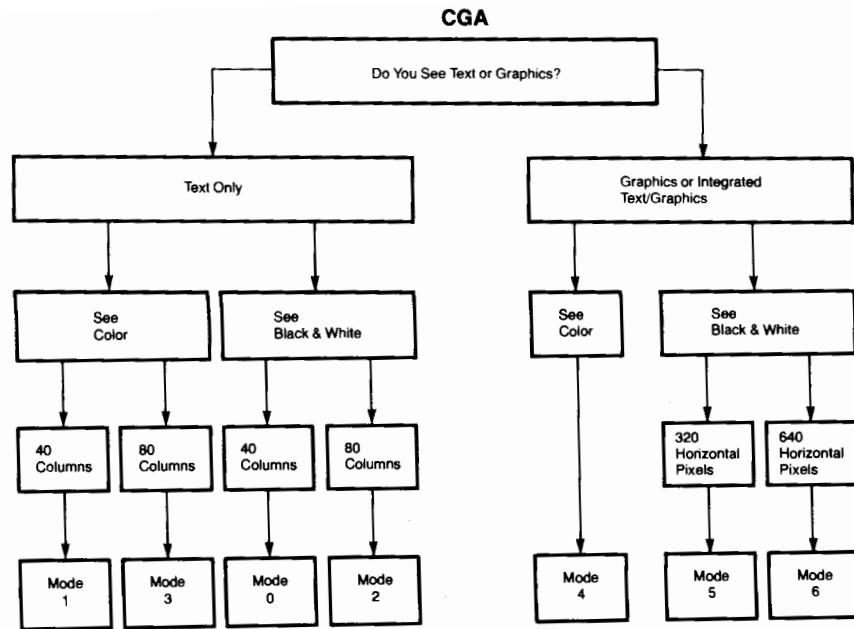 CGA
Do You See Text or Graphics?
Text Only
Graphics or Integrated
Text/Graphics
See
Color
See
Black & White
See
Color
See
Black & White
40
Columns
80
Columns
40
Columns
80
Columns
320
Horizontal
Pixels
640
Horizontal
Pixels
Mode
1
Mode
3
Mode
0
Mode
2
Mode
4
Mode
5
Mode
6